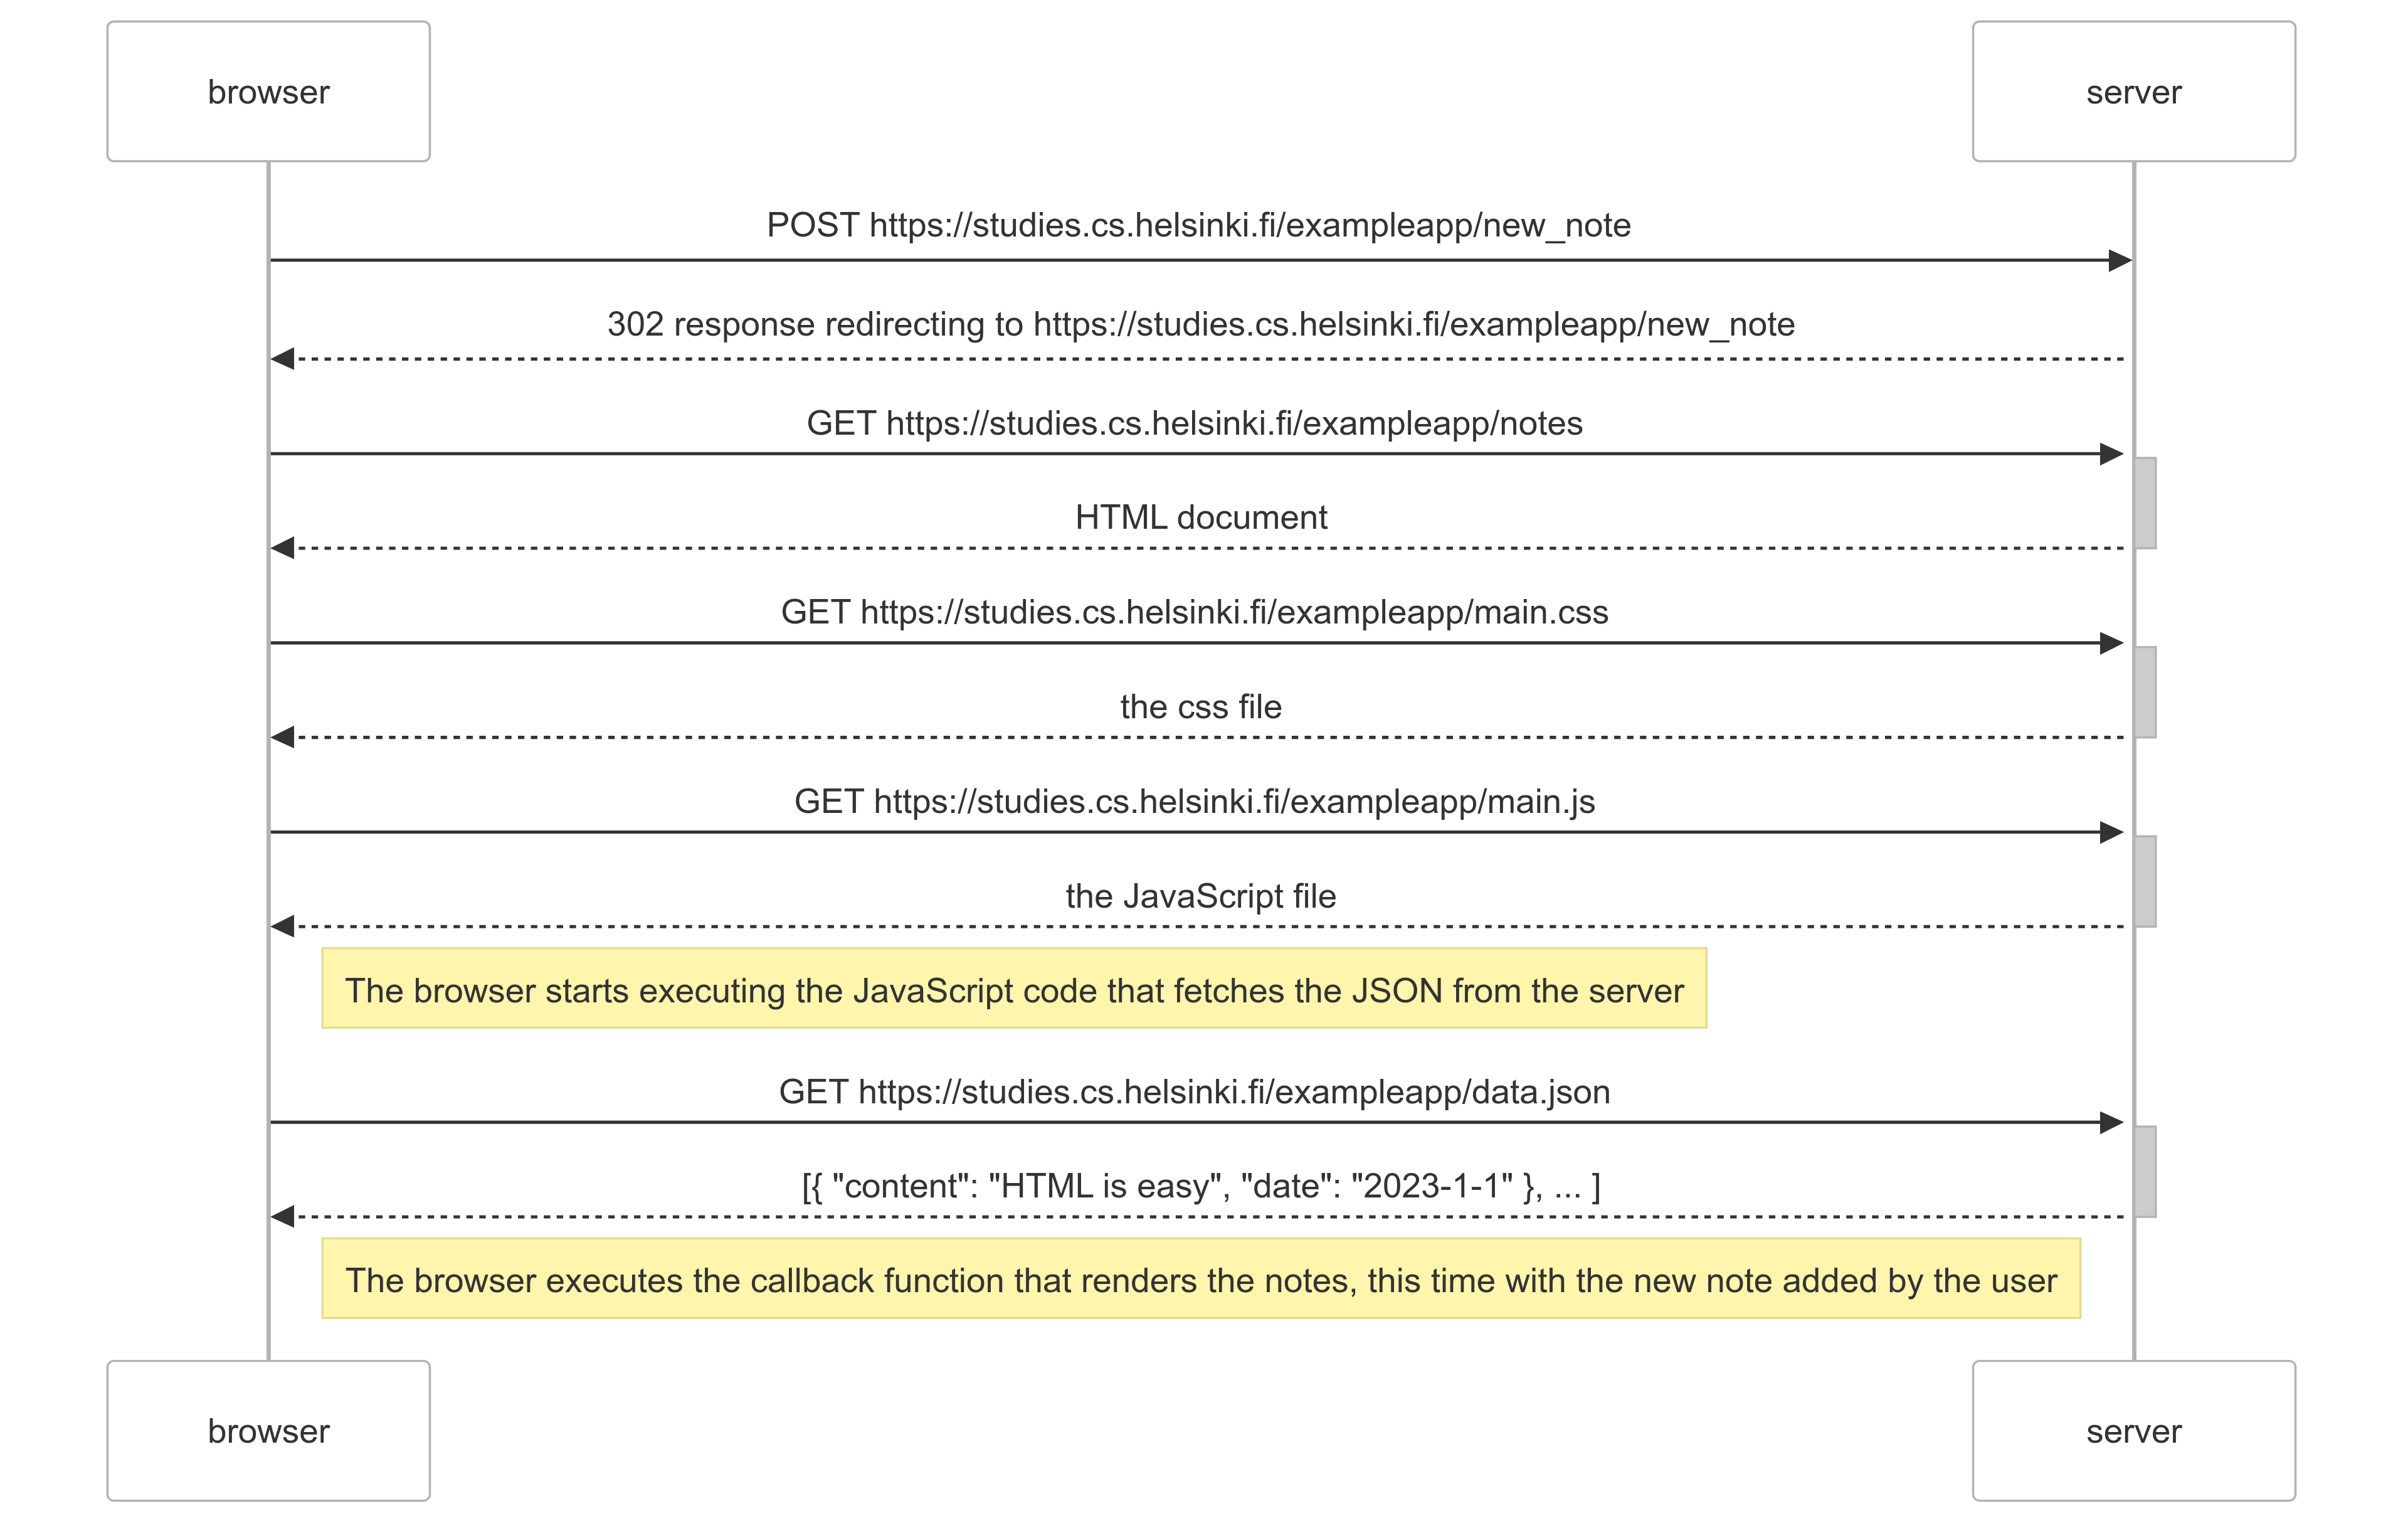 browser
server
POST https://studies.cs.helsinki.fi/exampleapp/new_note
302 response redirecting to https://studies.cs.helsinki.fi/exampleapp/new_note
GET https://studies.cs.helsinki.fi/exampleapp/notes
HTML document
GET https://studies.cs.helsinki.fi/exampleapp/main.css
the css file
GET https://studies.cs.helsinki.fi/exampleapp/main.js
the JavaScript file
The browser starts executing the JavaScript code that fetches the JSON from the server
GET https://studies.cs.helsinki.fi/exampleapp/data.json
[{ "content": "HTML is easy", "date": "2023-1-1" }, ... ]
The browser executes the callback function that renders the notes, this time with the new note added by the user
browser
server